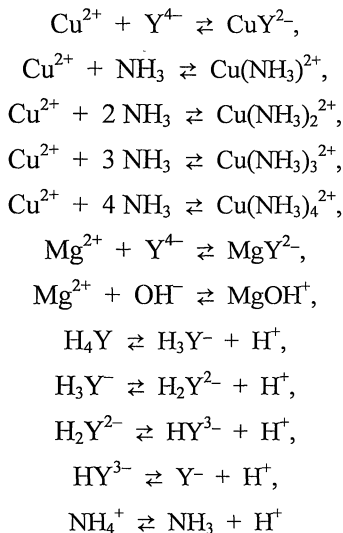 Cu²⁺ + Y⁴⁻ ⇄ CuY²⁻,
Cu²⁺ + NH₃ ⇄ Cu(NH₃)²⁺,
Cu²⁺ + 2 NH₃ ⇄ Cu(NH₃)₂²⁺,
Cu²⁺ + 3 NH₃ ⇄ Cu(NH₃)₃²⁺,
Cu²⁺ + 4 NH₃ ⇄ Cu(NH₃)₄²⁺,
Mg²⁺ + Y⁴⁻ ⇄ MgY²⁻,
Mg²⁺ + OH⁻ ⇄ MgOH⁺,
H₄Y ⇄ H₃Y⁻ + H⁺,
H₃Y⁻ ⇄ H₂Y²⁻ + H⁺,
H₂Y²⁻ ⇄ HY³⁻ + H⁺,
HY³⁻ ⇄ Y⁻ + H⁺,
NH₄⁺ ⇄ NH₃ + H⁺